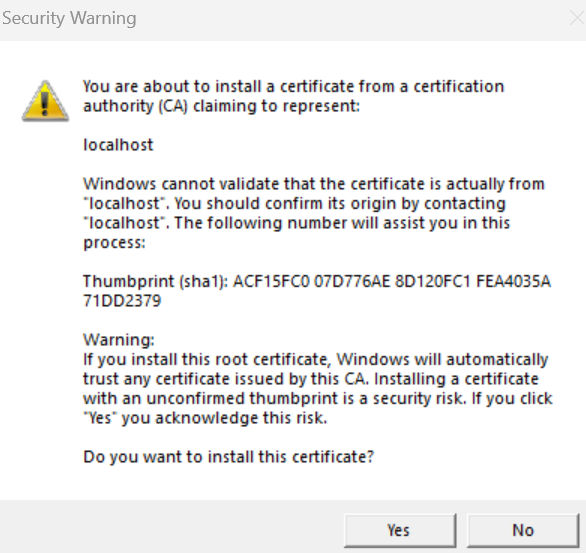 Security Warning
You are about to install a certificate from a certification
authority (CA) claiming to represent:
localhost
Windows cannot validate that the certificate is actually from
"localhost". You should confirm its origin by contacting
"localhost". The following number will assist you in this
process:
Thumbprint (sha1): ACF15FC0 07D776AE 8D120FC1 FEA4035A
71DD2379
Warning:
If you install this root certificate, Windows will automatically
trust any certificate issued by this CA. Installing a certificate
with an unconfirmed thumbprint is a security risk. If you click
"Yes" you acknowledge this risk.
Do you want to install this certificate?
Yes
No